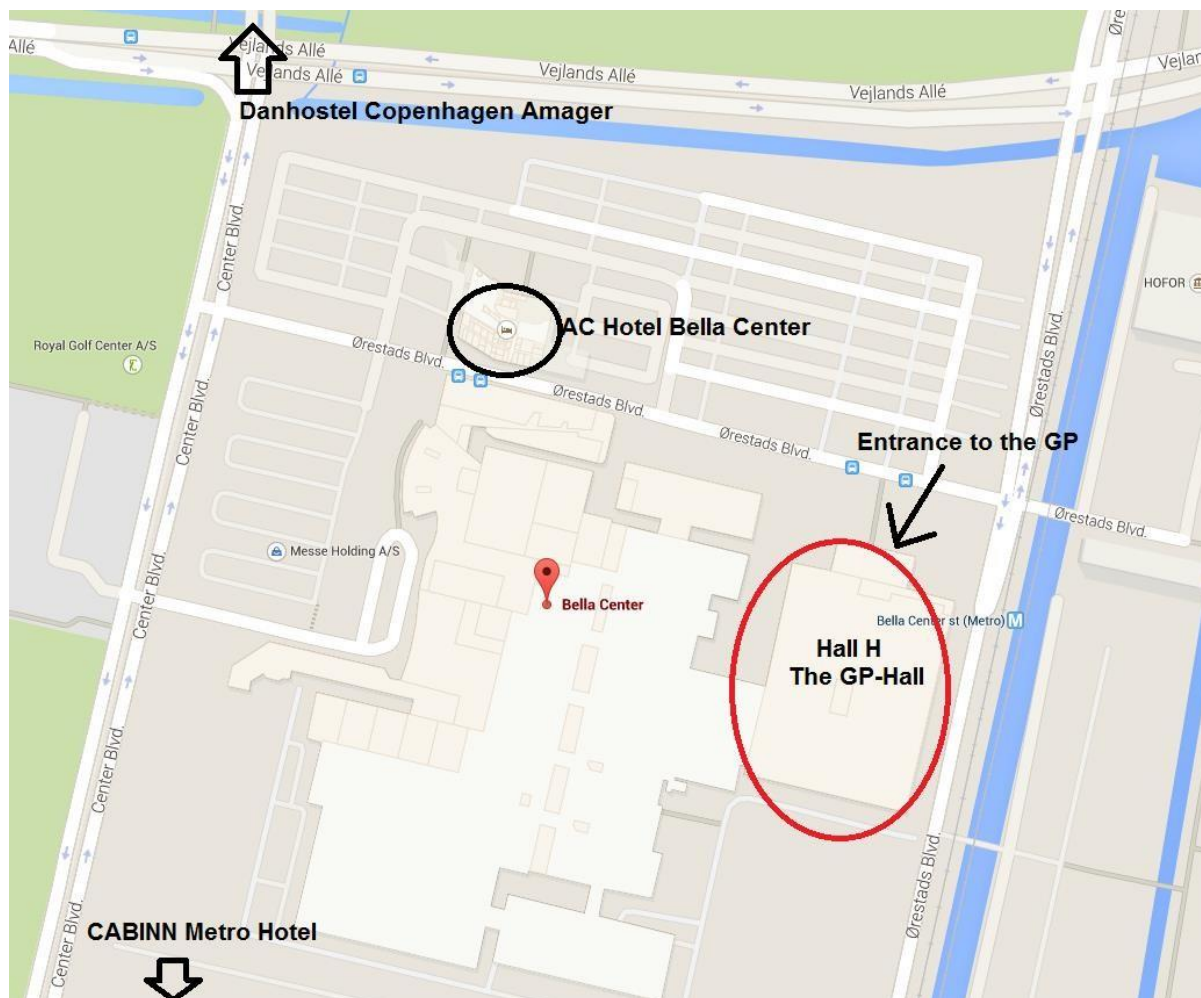 Allé
Vejlands Allé
Vejlands Allé
Vejlands Allé
Vejlands Allé
Danhostel Copenhagen Amager
Center Blvd.
Center Blvd.
HOFOR
AC Hotel Bella Center
Ørestads Blvd.
Royal Golf Center A/S
Ørestads Blvd.
Ørestads Blvd.
Center Blvd.
Ørestads Blvd.
Entrance to the GP
Ørestads Blvd.
Messe Holding A/S
Bella Center
Center Blvd.
Bella Center st (Metro) M
Hall H
The GP-Hall
Center Blvd.
Ørestads Blvd.
CABINN Metro Hotel
Center Blvd.